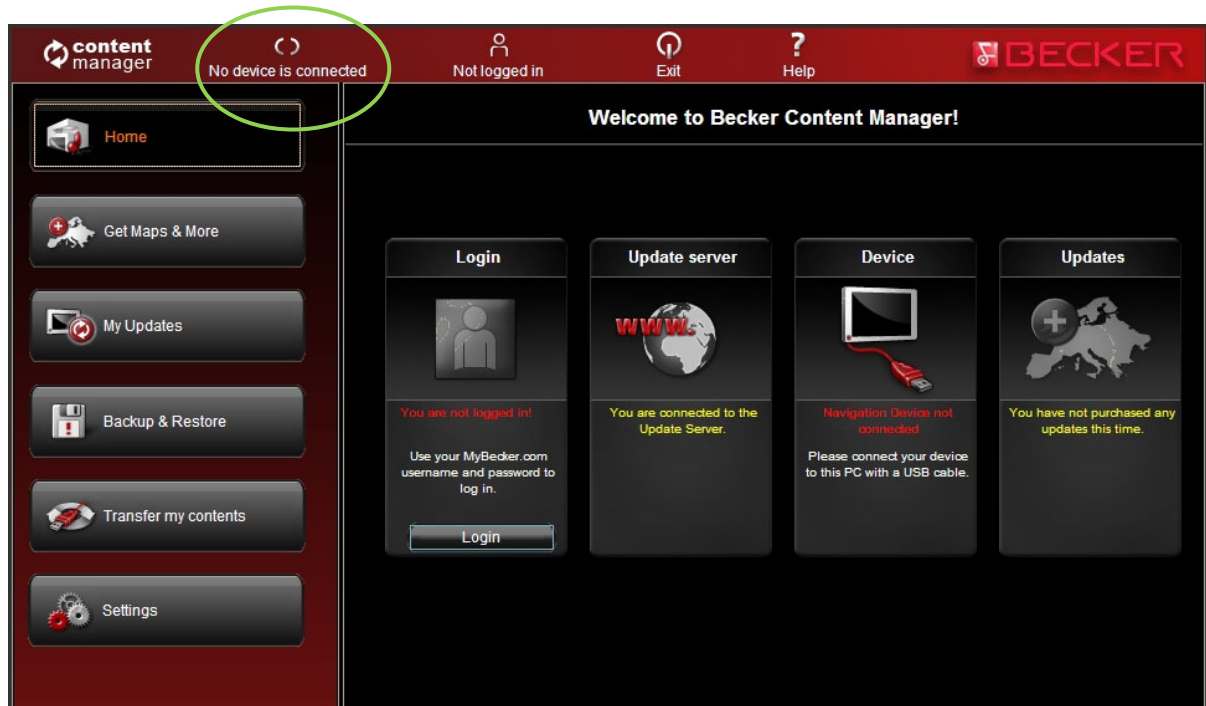 content
manager
No device is connected
Not logged in
Exit
?
Help
BECKER
Home
Get Maps & More
My Updates
Backup & Restore
Transfer my contents
Settings
Welcome to Becker Content Manager!
Login
You are not logged in!
Use your MyBecker.com
username and password to
log in.
Login
Update server
www.
You are connected to the
Update Server.
Device
Navigation Device not
connected
Please connect your device
to this PC with a USB cable.
Updates
You have not purchased any
updates this time.